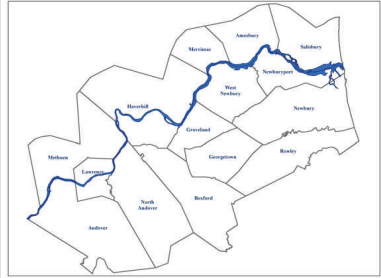 Amesbury
Salisbury
Merrimac
Newburyport
West
Newbury
Haverhill
Newbury
Groveland
Rowley
Georgetown
Methuen
Lawrence
Boxford
North
Andover
Andover